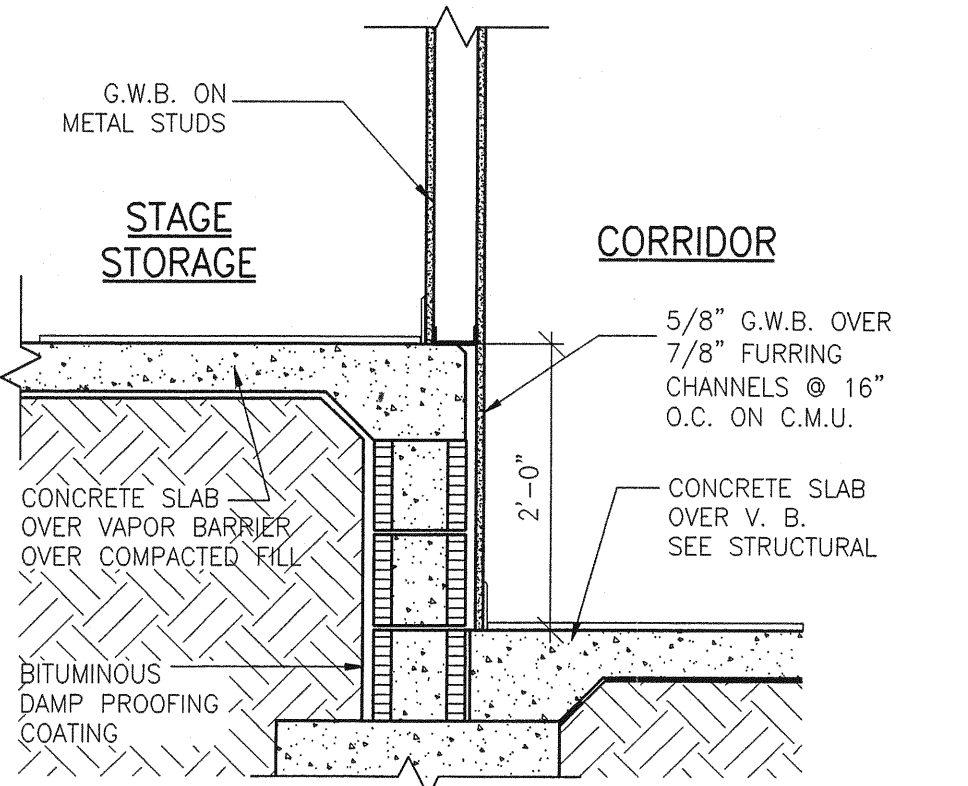 G.W.B. ON
METAL STUDS
STAGE
STORAGE
CORRIDOR
5/8" G.W.B. OVER
7/8" FURRING
CHANNELS @ 16"
O.C. ON C.M.U.
2'-0"
CONCRETE SLAB
OVER VAPOR BARRIER
OVER COMPACTED FILL
CONCRETE SLAB
OVER V. B.
SEE STRUCTURAL
BITUMINOUS
DAMP PROOFING
COATING